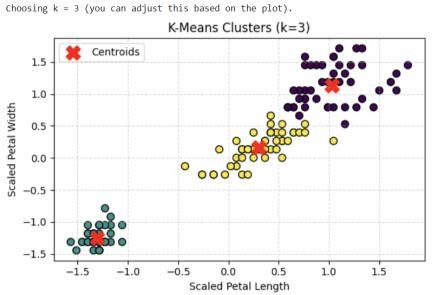 Choosing k = 3 (you can adjust this based on the plot).
K-Means Clusters (k=3)
Centroids
Scaled Petal Width
1.5
1.0
0.5
0.0
−0.5
−1.0
−1.5
−1.5 −1.0 −0.5 0.0 0.5 1.0 1.5
Scaled Petal Length